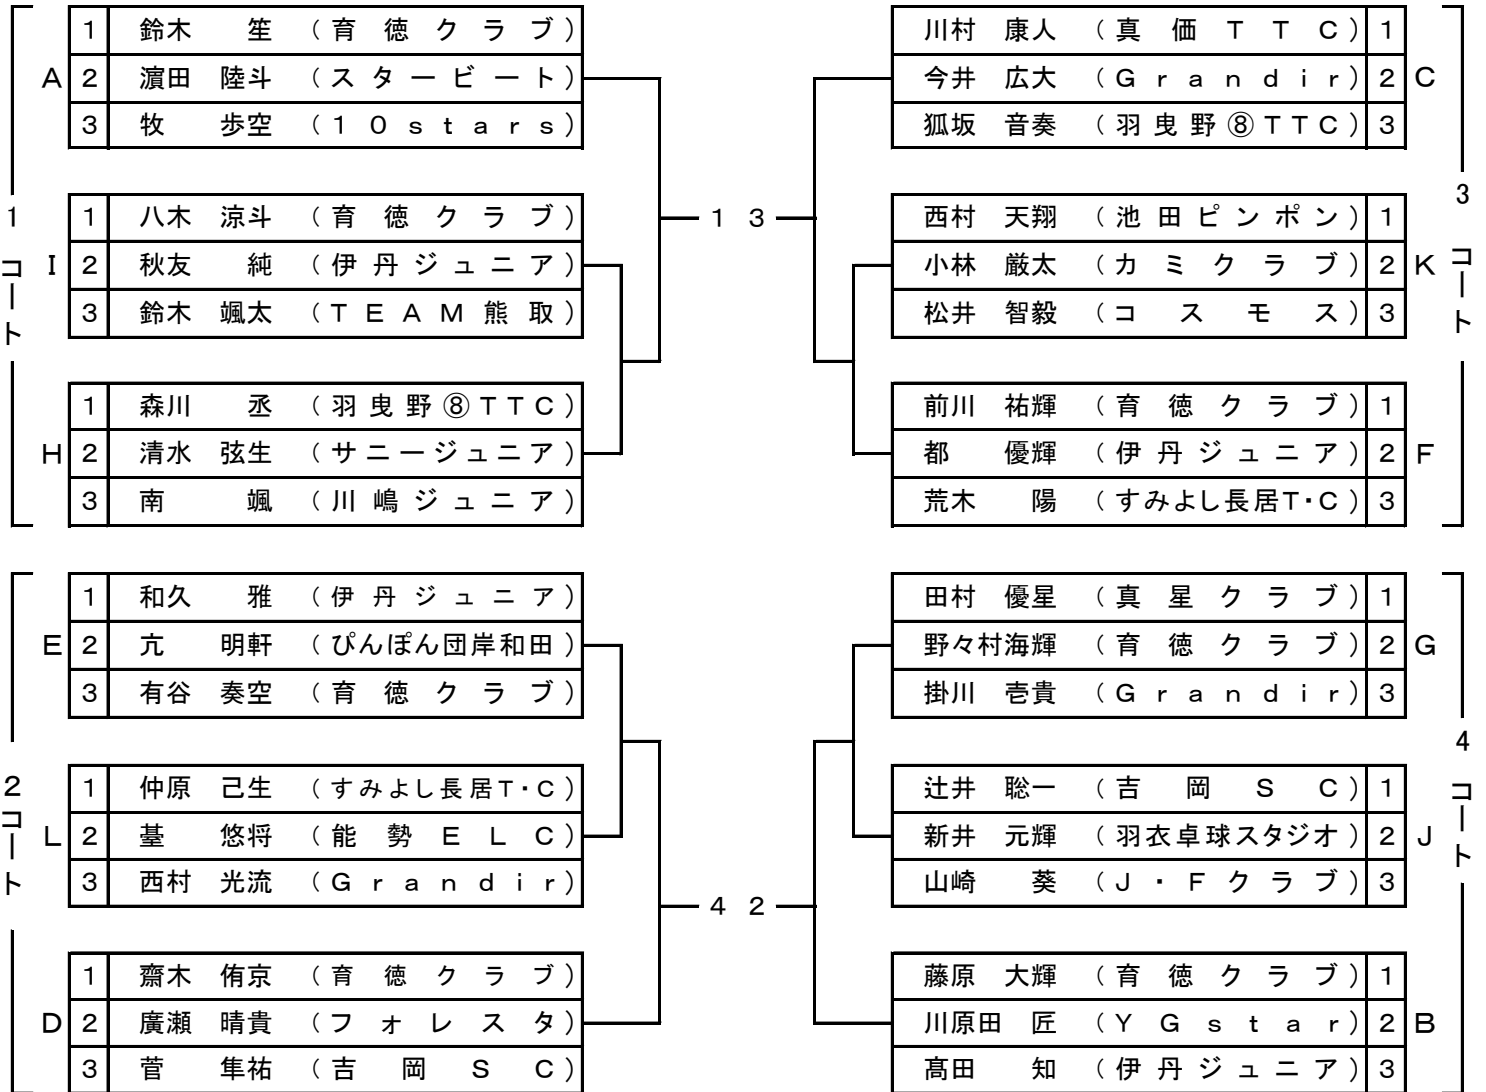 1コート
A
1 鈴木 笙 (育徳クラブ)
2 濵田 陸斗 (スタービート)
3 牧 歩空 (10stars)
I
1 八木 涼斗 (育徳クラブ)
2 秋友 純 (伊丹ジュニア)
3 鈴木 颯太 (TEAM熊取)
H
1 森川 丞 (羽曳野⑧TTC)
2 清水 弦生 (サニージュニア)
3 南 颯 (川嶋ジュニア)
1
2コート
E
1 和久 雅 (伊丹ジュニア)
2 亢 明軒 (ぴんぽん団岸和田)
3 有谷 奏空 (育徳クラブ)
L
1 仲原 己生 (すみよし長居T・C)
2 基 悠将 (能勢ELC)
3 西村 光流 (Grandir)
D
1 齋木 侑京 (育徳クラブ)
2 廣瀬 晴貴 (フォレスタ)
3 菅 隼祐 (吉岡SC)
4
3コート
川村 康人 (真価TTC) 1
今井 広大 (Grandir) 2
狐坂 音奏 (羽曳野⑧TTC) 3
C
西村 天翔 (池田ピンポン) 1
小林 厳太 (カミクラブ) 2
松井 智毅 (コスモス) 3
K
前川 祐輝 (育徳クラブ) 1
都 優輝 (伊丹ジュニア) 2
荒木 陽 (すみよし長居T・C) 3
F
3
4コート
田村 優星 (真星クラブ) 1
野々村海輝 (育徳クラブ) 2
掛川 壱貴 (Grandir) 3
G
辻井 聡一 (吉岡SC) 1
新井 元輝 (羽衣卓球スタジオ) 2
山崎 葵 (J・Fクラブ) 3
J
藤原 大輝 (育徳クラブ) 1
川原田 匠 (YGstar) 2
髙田 知 (伊丹ジュニア) 3
B
2